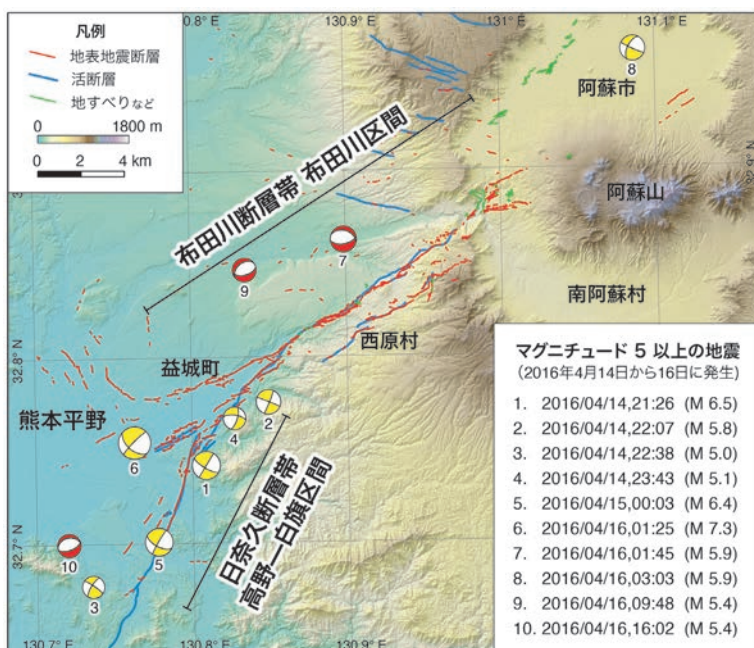 凡例
地表地震断層
活断層
地すべりなど
0 1800 m
0 2 4 km
130.8° E
130.9°
131°
131.1°
8
阿蘇市
布田川断層帯 布田川区間
阿蘇山
7
9
南阿蘇村
西原村
益城町
32.8° N
熊本平野
2
4
6
1
日奈久断層帯
高野ー白旗区間
32.7° N
5
10
3
130.7° E
130.8° E
130.9° E
マグニチュード 5 以上の地震
(2016年4月14日から16日に発生)
1. 2016/04/14,21:26 (M 6.5)
2. 2016/04/14,22:07 (M 5.8)
3. 2016/04/14,22:38 (M 5.0)
4. 2016/04/14,23:43 (M 5.1)
5. 2016/04/15,00:03 (M 6.4)
6. 2016/04/16,01:25 (M 7.3)
7. 2016/04/16,01:45 (M 5.9)
8. 2016/04/16,03:03 (M 5.9)
9. 2016/04/16,09:48 (M 5.4)
10. 2016/04/16,16:02 (M 5.4)